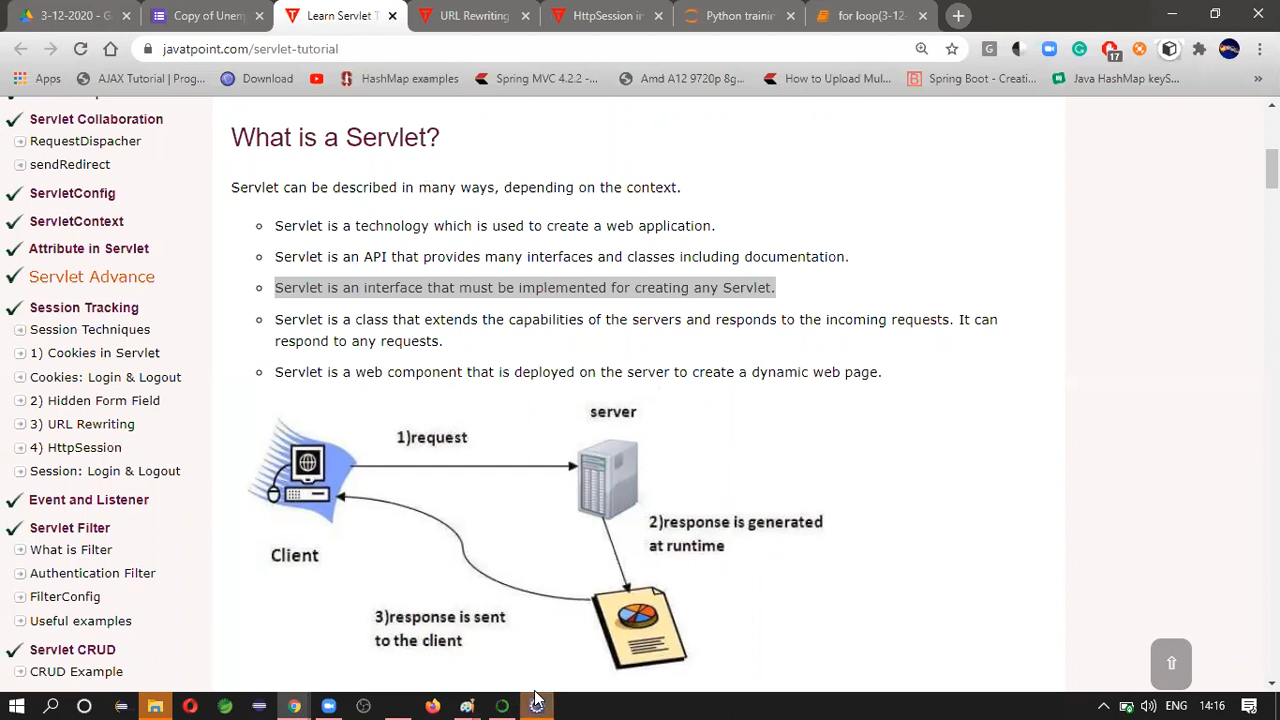 3-12-2020 - G
Copy of Unem
Learn Servlet T
URL Rewriting
HttpSession in
Python trainin
for loop(3-12-
javatpoint.com/servlet-tutorial
17
Apps
AJAX Tutorial | Prog...
Download
HashMap examples
Spring MVC 4.2.2 -...
Amd A12 9720p Rg...
How to Upload Mul...
Spring Boot - Creati...
Java HashMap keyS...
»
Servlet Collaboration
RequestDispacher
sendRedirect
ServletConfig
ServletContext
Attribute in Servlet
Servlet Advance
Session Tracking
Session Techniques
1) Cookies in Servlet
Cookies: Login & Logout
2) Hidden Form Field
3) URL Rewriting
4) HttpSession
Session: Login & Logout
Event and Listener
Servlet Filter
What is Filter
Authentication Filter
FilterConfig
Useful examples
Servlet CRUD
CRUD Example
What is a Servlet?
Servlet can be described in many ways, depending on the context.
Servlet is a technology which is used to create a web application.
Servlet is an API that provides many interfaces and classes including documentation.
Servlet is an interface that must be implemented for creating any Servlet.
Servlet is a class that extends the capabilities of the servers and responds to the incoming requests. It can
respond to any requests.
Servlet is a web component that is deployed on the server to create a dynamic web page.
server
1)request
2)response is generated
at runtime
Client
3)response is sent
to the client
14:16